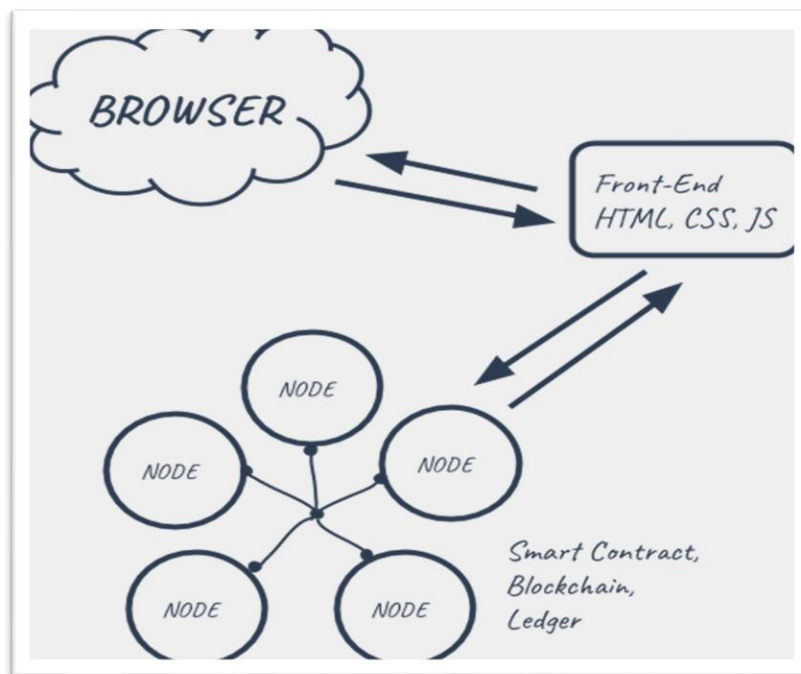 BROWSER
Front-End
HTML, CSS, JS
NODE
NODE
NODE
NODE
NODE
Smart Contract,
Blockchain,
Ledger